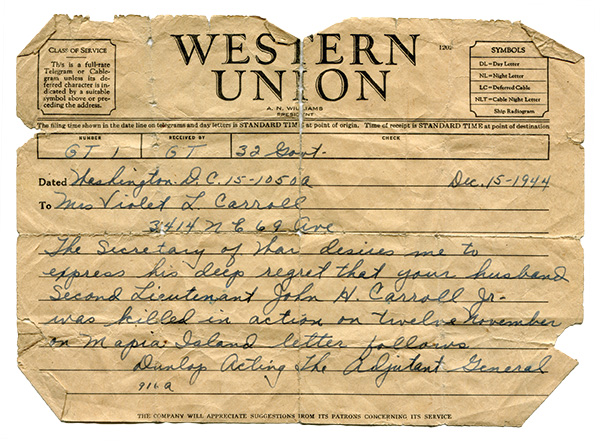 CLASS OF SERVICE
This is a full-rate
Telegram or Cable-
gram unless its de-
ferred character is in-
dicated by a suitable
symbol above or pre-
ceding the address.
WESTERN
UNION
A. N. WILLIAMS
PRESIDENT
1202
SYMBOLS
DL=Day Letter
NL=Night Letter
LC=Deferred Cable
NLT=Cable Night Letter
Ship Radiogram
The filing time shown in the date line on telegrams and day letters is STANDARD TIME at point of origin. Time of receipt is STANDARD TIME at point of destination
NUMBER RECEIVED BY CHECK
GT 1 GT 32 Govt-
Dated Washington D.C. 15-1050a Dec. 15-1944
To Mrs Violet L Carroll
3414 N E 69 Ave
The Secretary of War desires me to
express his deep regret that your husband
Second Lieutenant John H. Carroll Jr-
was killed in action on twelve November
on Mapia Island letter follows
Dunlop Acting The Adjutant General
916a
THE COMPANY WILL APPRECIATE SUGGESTIONS FROM ITS PATRONS CONCERNING ITS SERVICE